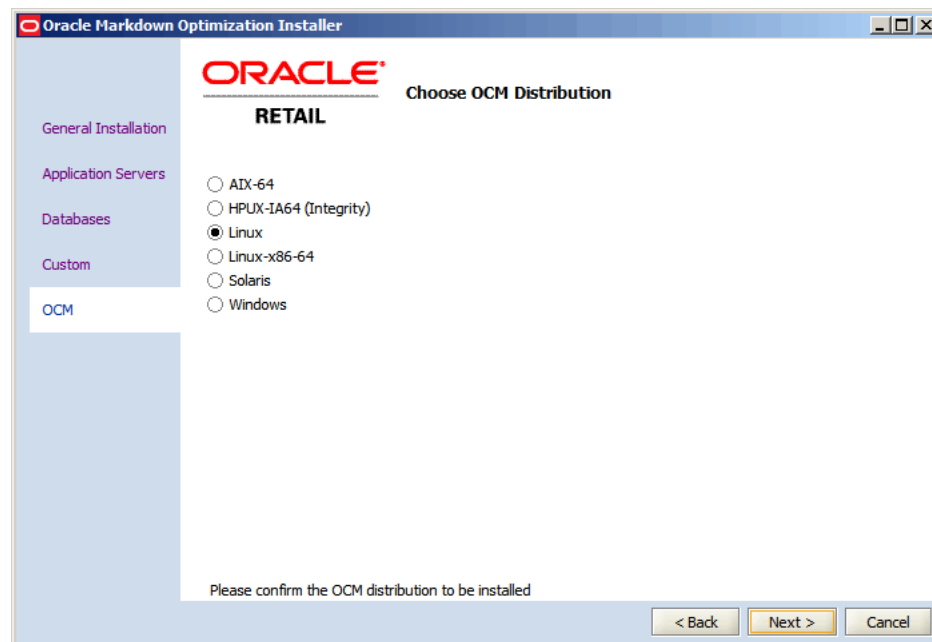 Oracle Markdown Optimization Installer
ORACLE®
RETAIL
Choose OCM Distribution
General Installation
Application Servers
Databases
Custom
OCM
AIX-64
HPUX-IA64 (Integrity)
Linux
Linux-x86-64
Solaris
Windows
Please confirm the OCM distribution to be installed
< Back
Next >
Cancel